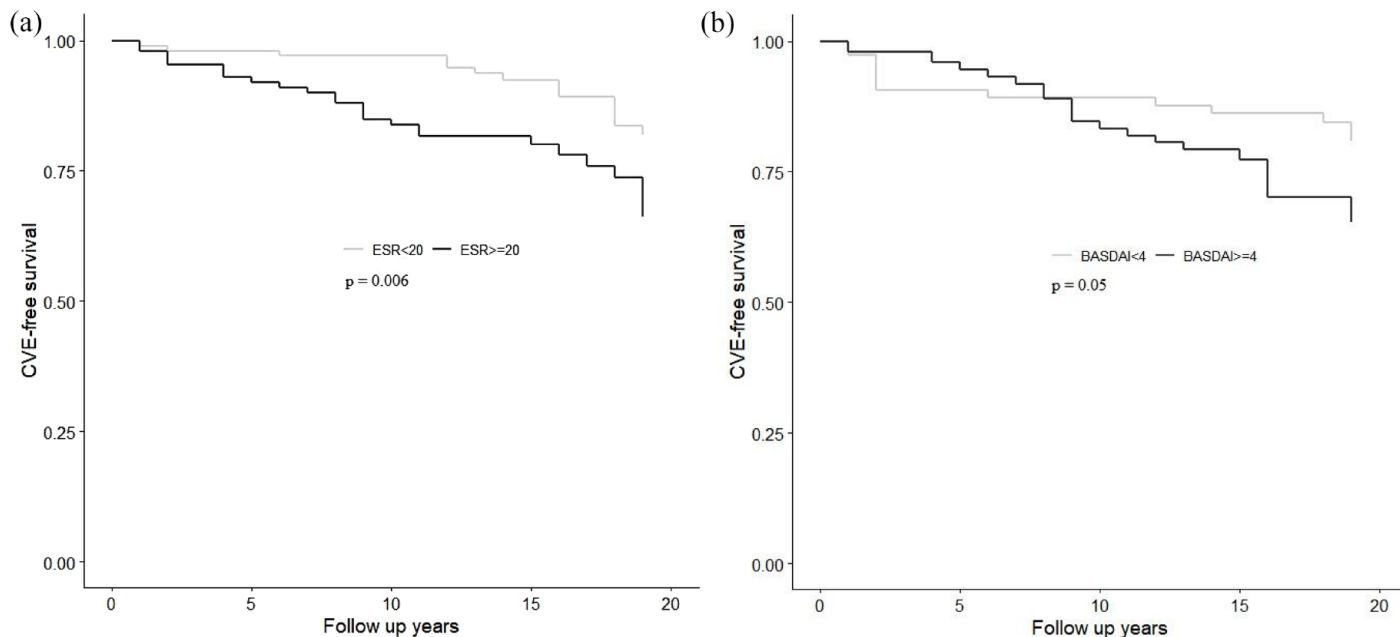 (a)
1.00
0.75
0.50
0.25
0.00
CVE-free survival
ESR<20 ESR>=20
p = 0.006
0 5 10 15 20
Follow up years
(b)
1.00
0.75
0.50
0.25
0.00
CVE-free survival
BASDAI<4 BASDAI>=4
p = 0.05
0 5 10 15 20
Follow up years